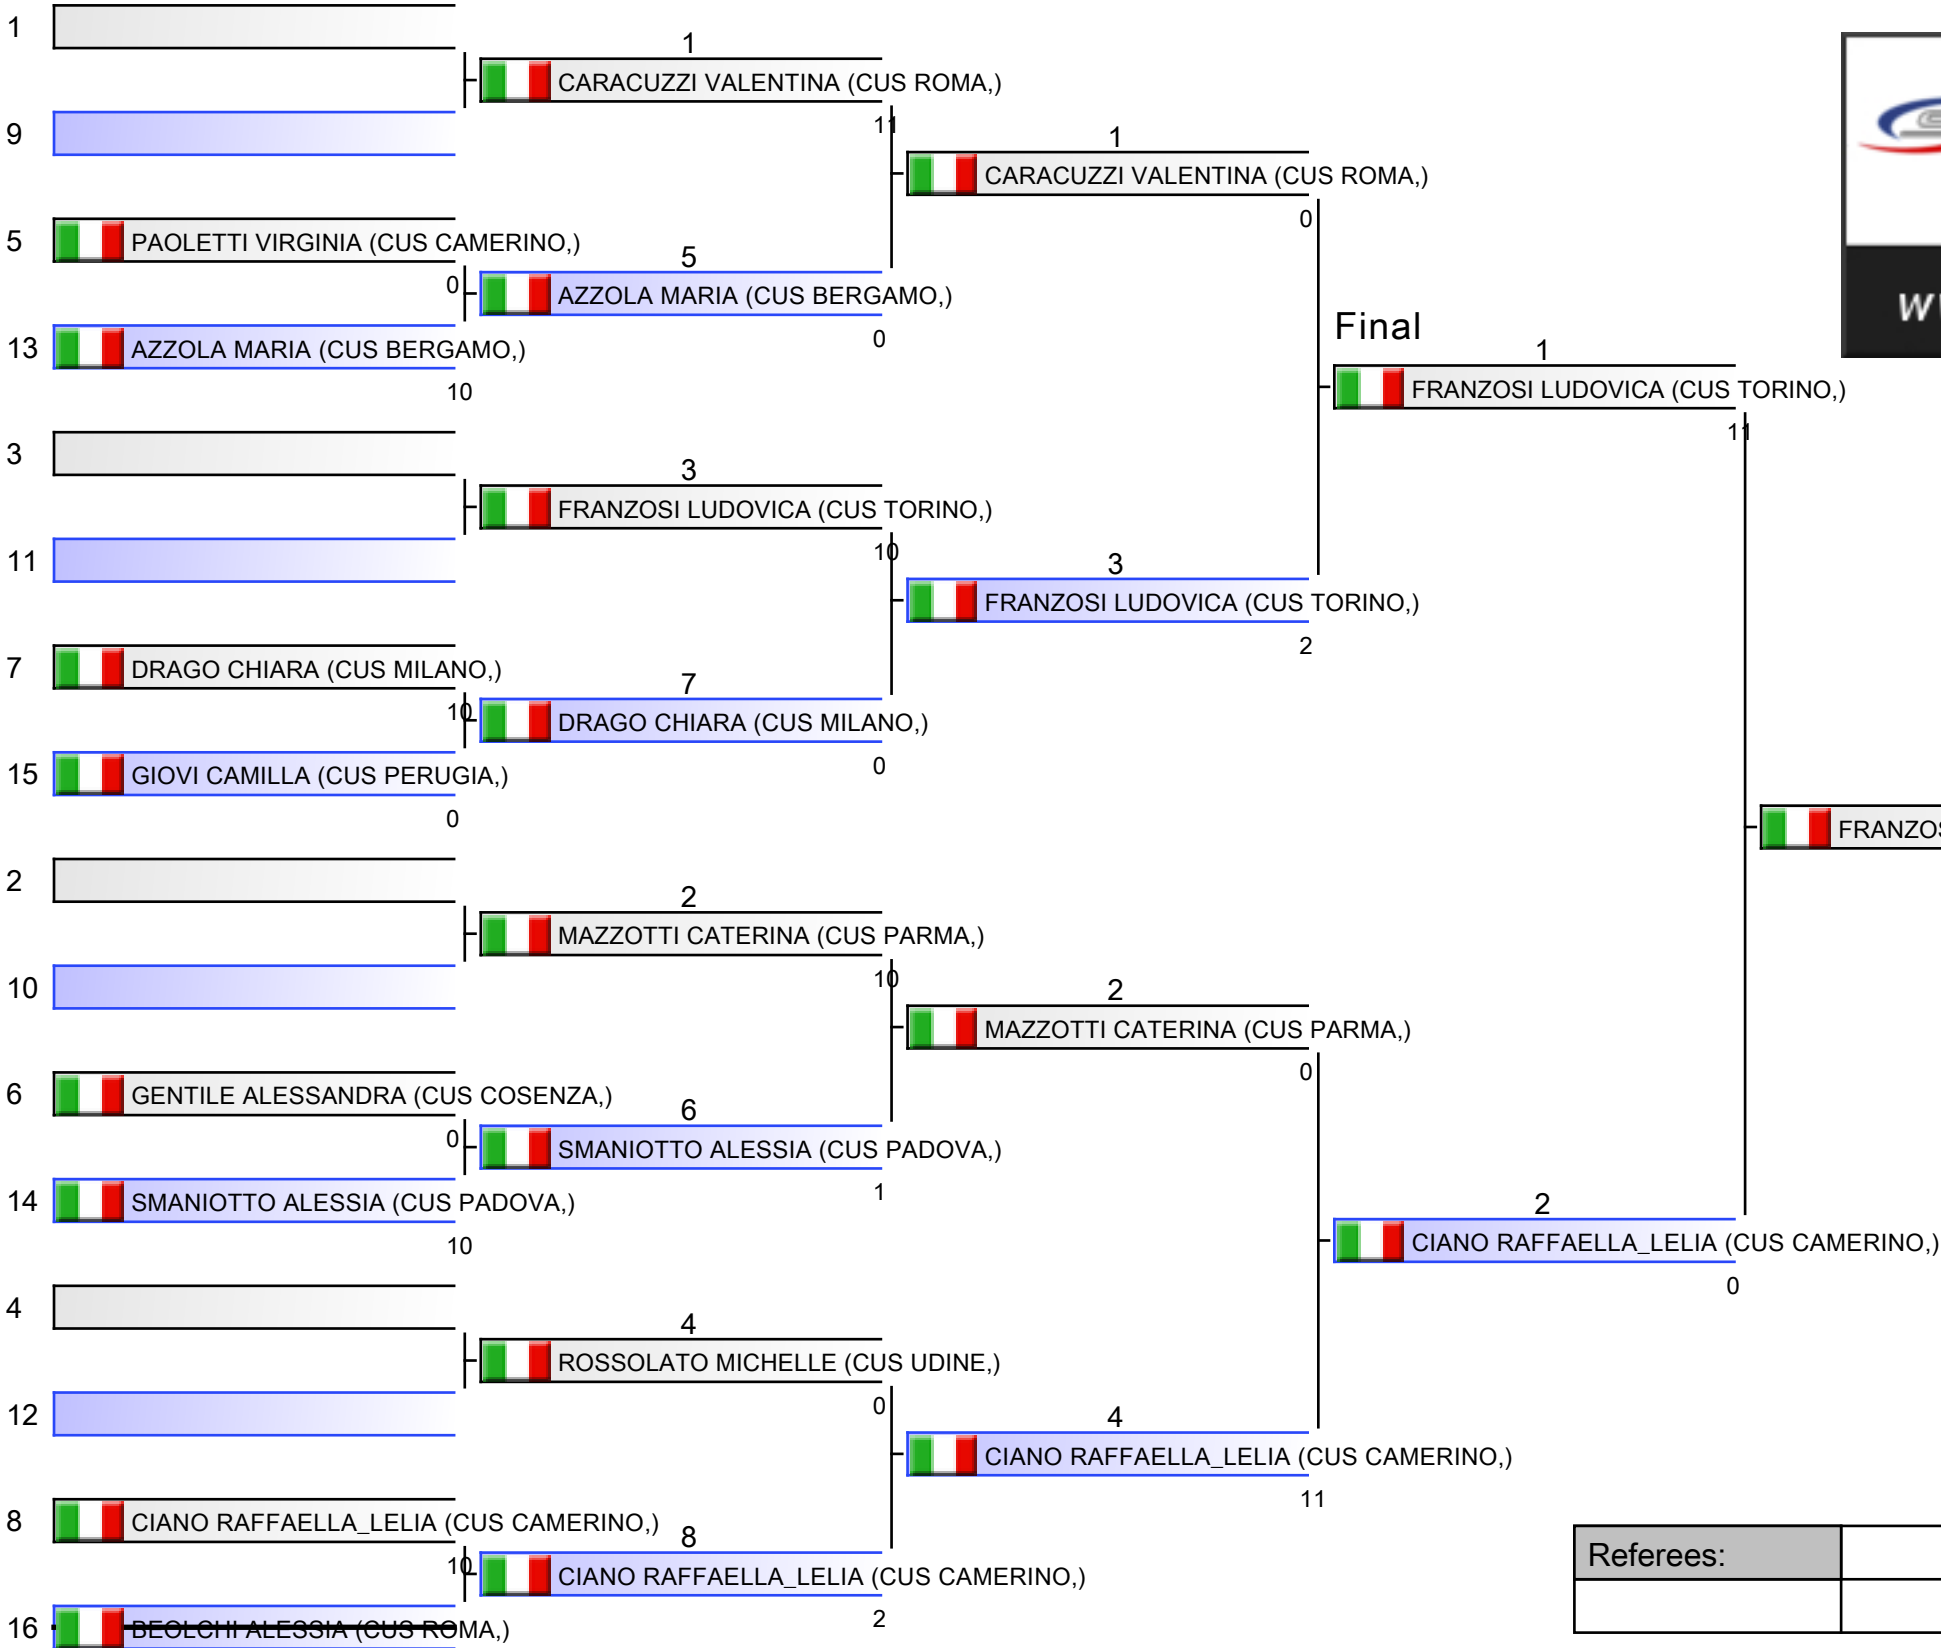 1
1
CARACUZZI VALENTINA (CUS ROMA,)
11
9
1
CARACUZZI VALENTINA (CUS ROMA,)
0
5
PAOLETTI VIRGINIA (CUS CAMERINO,)
0
5
AZZOLA MARIA (CUS BERGAMO,)
0
13
AZZOLA MARIA (CUS BERGAMO,)
10
Final
1
FRANZOSI LUDOVICA (CUS TORINO,)
11
3
3
FRANZOSI LUDOVICA (CUS TORINO,)
10
11
3
FRANZOSI LUDOVICA (CUS TORINO,)
2
7
DRAGO CHIARA (CUS MILANO,)
10
7
DRAGO CHIARA (CUS MILANO,)
0
15
GIOVI CAMILLA (CUS PERUGIA,)
0
2
2
MAZZOTTI CATERINA (CUS PARMA,)
10
10
2
MAZZOTTI CATERINA (CUS PARMA,)
0
6
GENTILE ALESSANDRA (CUS COSENZA,)
0
6
SMANIOTTO ALESSIA (CUS PADOVA,)
1
14
SMANIOTTO ALESSIA (CUS PADOVA,)
10
2
CIANO RAFFAELLA_LELIA (CUS CAMERINO,)
0
4
4
ROSSOLATO MICHELLE (CUS UDINE,)
0
12
4
CIANO RAFFAELLA_LELIA (CUS CAMERINO,)
11
8
CIANO RAFFAELLA_LELIA (CUS CAMERINO,)
10
8
CIANO RAFFAELLA_LELIA (CUS CAMERINO,)
2
16
BEOLCHI ALESSIA (CUS ROMA,)
Referees: